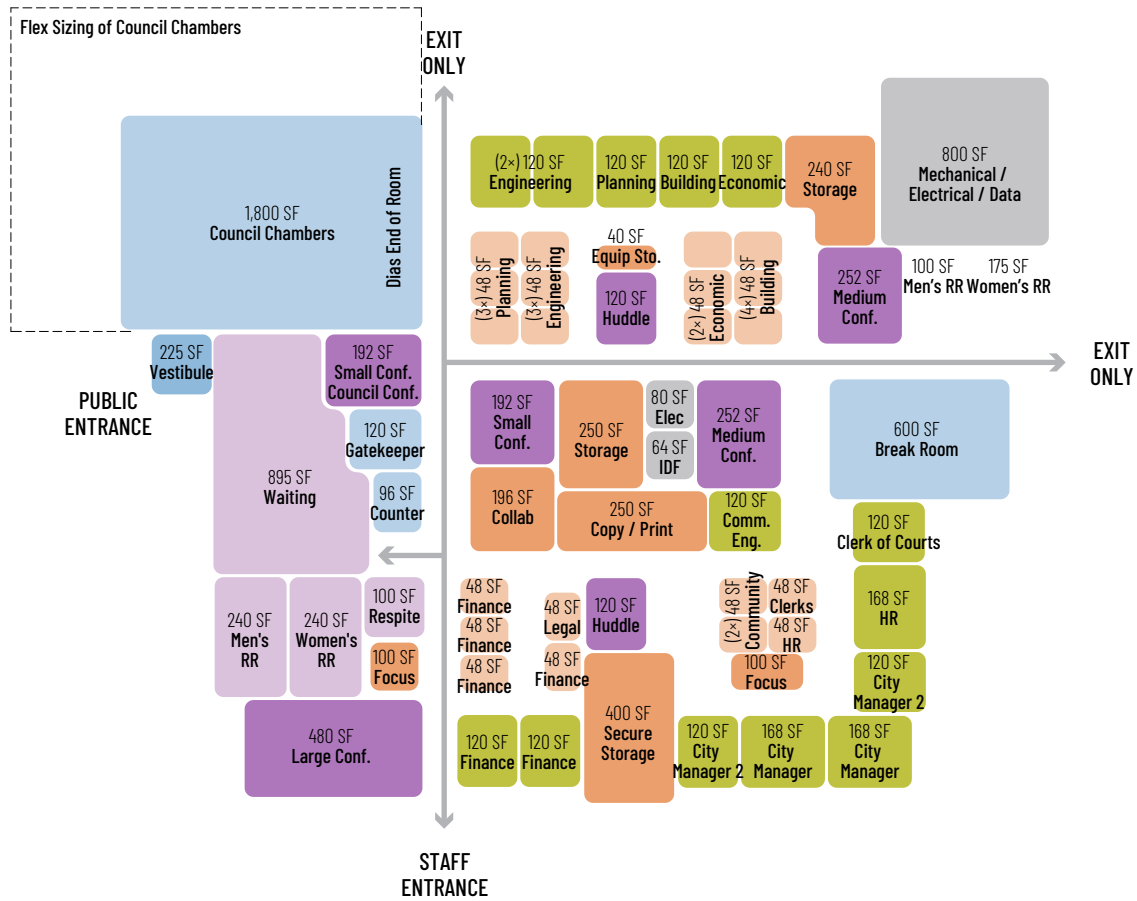 Flex Sizing of Council Chambers
EXIT
ONLY
1,800 SF
Council Chambers
Dias End of Room
(2×) 120 SF
Engineering
120 SF
Planning
120 SF
Building
120 SF
Economic
240 SF
Storage
800 SF
Mechanical /
Electrical / Data
(3×) 48 SF
Planning
(3×) 48 SF
Engineering
40 SF
Equip Sto.
120 SF
Huddle
(2×) 48 SF
Economic
(4×) 48 SF
Building
252 SF
Medium
Conf.
100 SF
Men's RR
175 SF
Women's RR
EXIT
ONLY
225 SF
Vestibule
PUBLIC
ENTRANCE
192 SF
Small Conf.
Council Conf.
120 SF
Gatekeeper
895 SF
Waiting
96 SF
Counter
192 SF
Small
Conf.
250 SF
Storage
80 SF
Elec
64 SF
IDF
252 SF
Medium
Conf.
600 SF
Break Room
196 SF
Collab
250 SF
Copy / Print
120 SF
Comm.
Eng.
120 SF
Clerk of Courts
240 SF
Men's
RR
240 SF
Women's
RR
100 SF
Respite
100 SF
Focus
480 SF
Large Conf.
48 SF
Finance
48 SF
Finance
48 SF
Finance
48 SF
Legal
48 SF
Finance
120 SF
Huddle
(2×) 48 SF
Community
48 SF
Clerks
48 SF
HR
100 SF
Focus
168 SF
HR
120 SF
City
Manager 2
120 SF
Finance
120 SF
Finance
400 SF
Secure
Storage
120 SF
City
Manager 2
168 SF
City
Manager
168 SF
City
Manager
STAFF
ENTRANCE